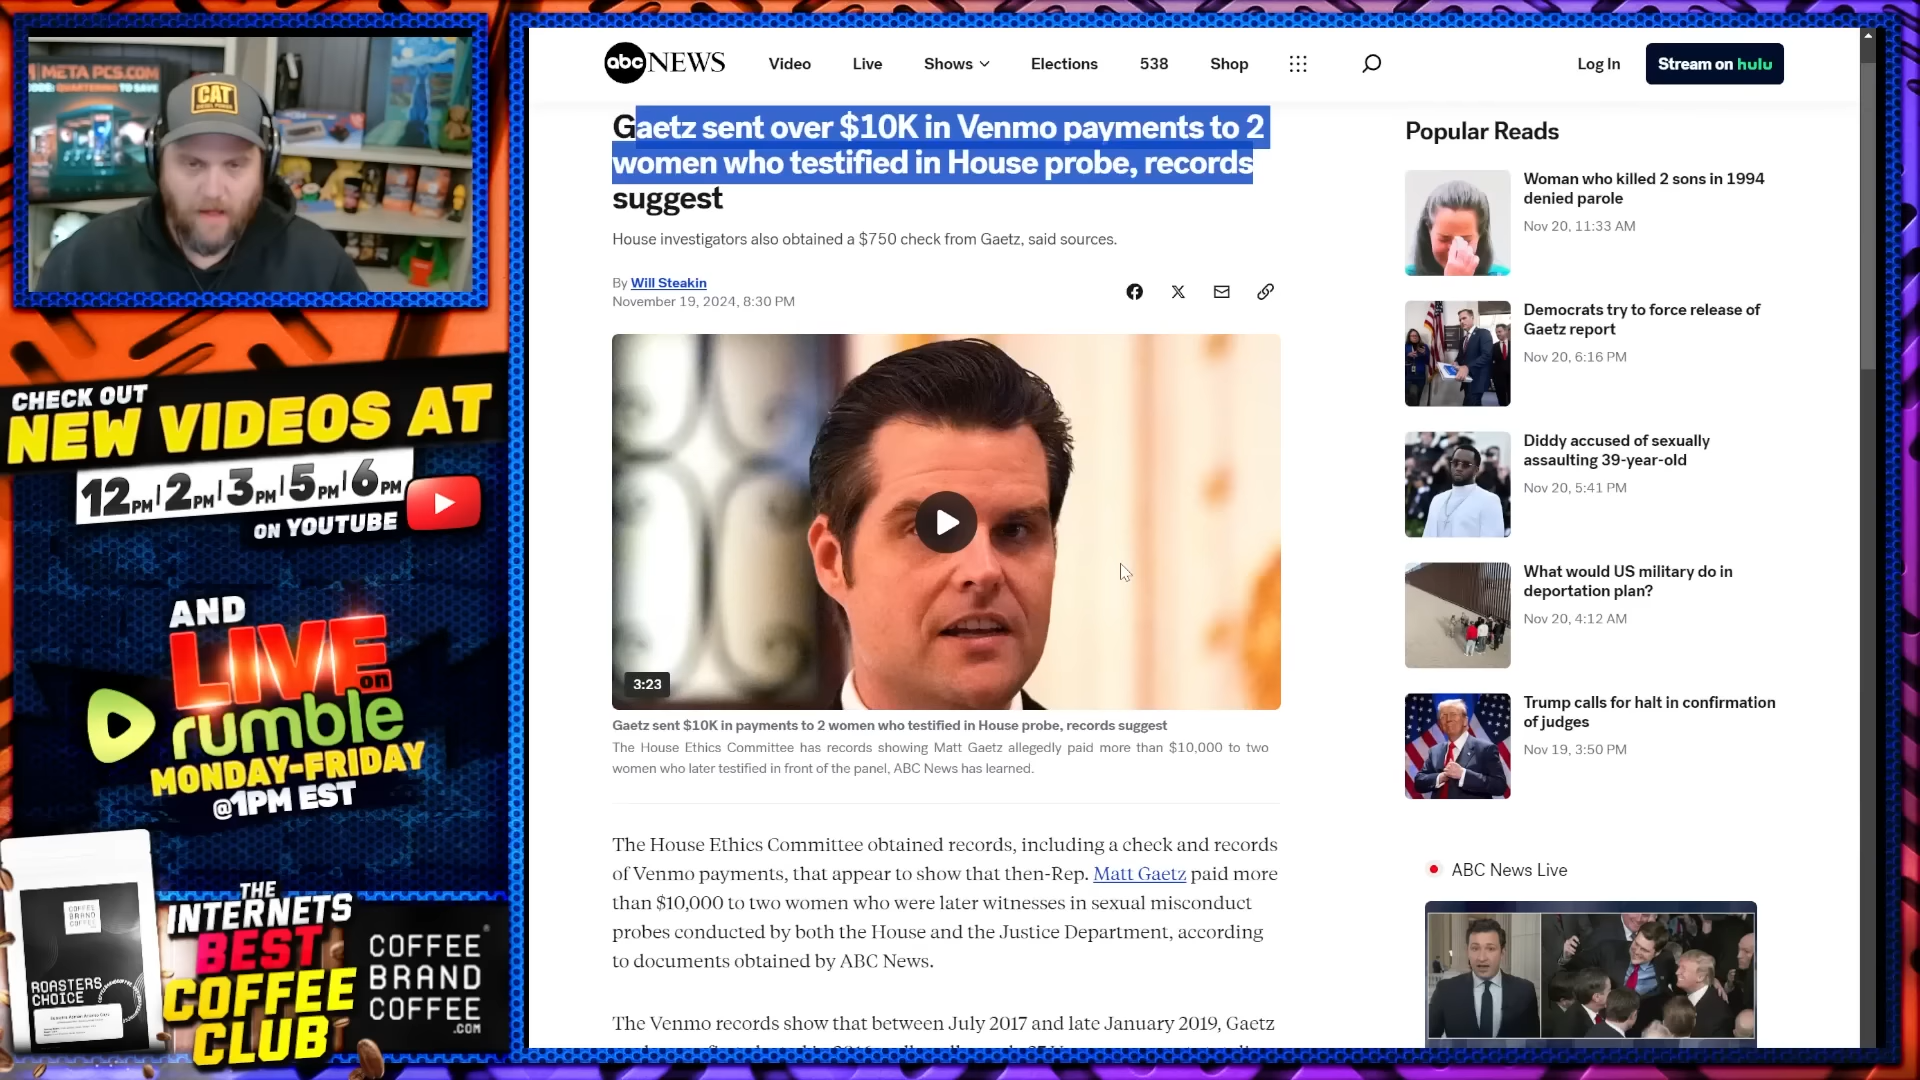 META PCS.COM
CODE: QUARTERING TO SAVE
CAT
DIESEL POWER
CHECK OUT
NEW VIDEOS AT
12PM | 2PM | 3PM | 5PM | 6PM
ON YOUTUBE
AND
LIVE
on
rumble
MONDAY-FRIDAY
@1PM EST
COFFEE
BRAND
COFFEE
ROASTERS
CHOICE
THE
INTERNETS
BEST
COFFEE
CLUB
COFFEE
BRAND
COFFEE
.COM
abc NEWS
Video
Live
Shows
Elections
538
Shop
Log In
Stream on hulu
Gaetz sent over $10K in Venmo payments to 2
women who testified in House probe, records
suggest
House investigators also obtained a $750 check from Gaetz, said sources.
By Will Steakin
November 19, 2024, 8:30 PM
3:23
Gaetz sent $10K in payments to 2 women who testified in House probe, records suggest
The House Ethics Committee has records showing Matt Gaetz allegedly paid more than $10,000 to two
women who later testified in front of the panel, ABC News has learned.
The House Ethics Committee obtained records, including a check and records
of Venmo payments, that appear to show that then-Rep. Matt Gaetz paid more
than $10,000 to two women who were later witnesses in sexual misconduct
probes conducted by both the House and the Justice Department, according
to documents obtained by ABC News.
The Venmo records show that between July 2017 and late January 2019, Gaetz
Popular Reads
Woman who killed 2 sons in 1994
denied parole
Nov 20, 11:33 AM
Democrats try to force release of
Gaetz report
Nov 20, 6:16 PM
Diddy accused of sexually
assaulting 39-year-old
Nov 20, 5:41 PM
What would US military do in
deportation plan?
Nov 20, 4:12 AM
Trump calls for halt in confirmation
of judges
Nov 19, 3:50 PM
ABC News Live